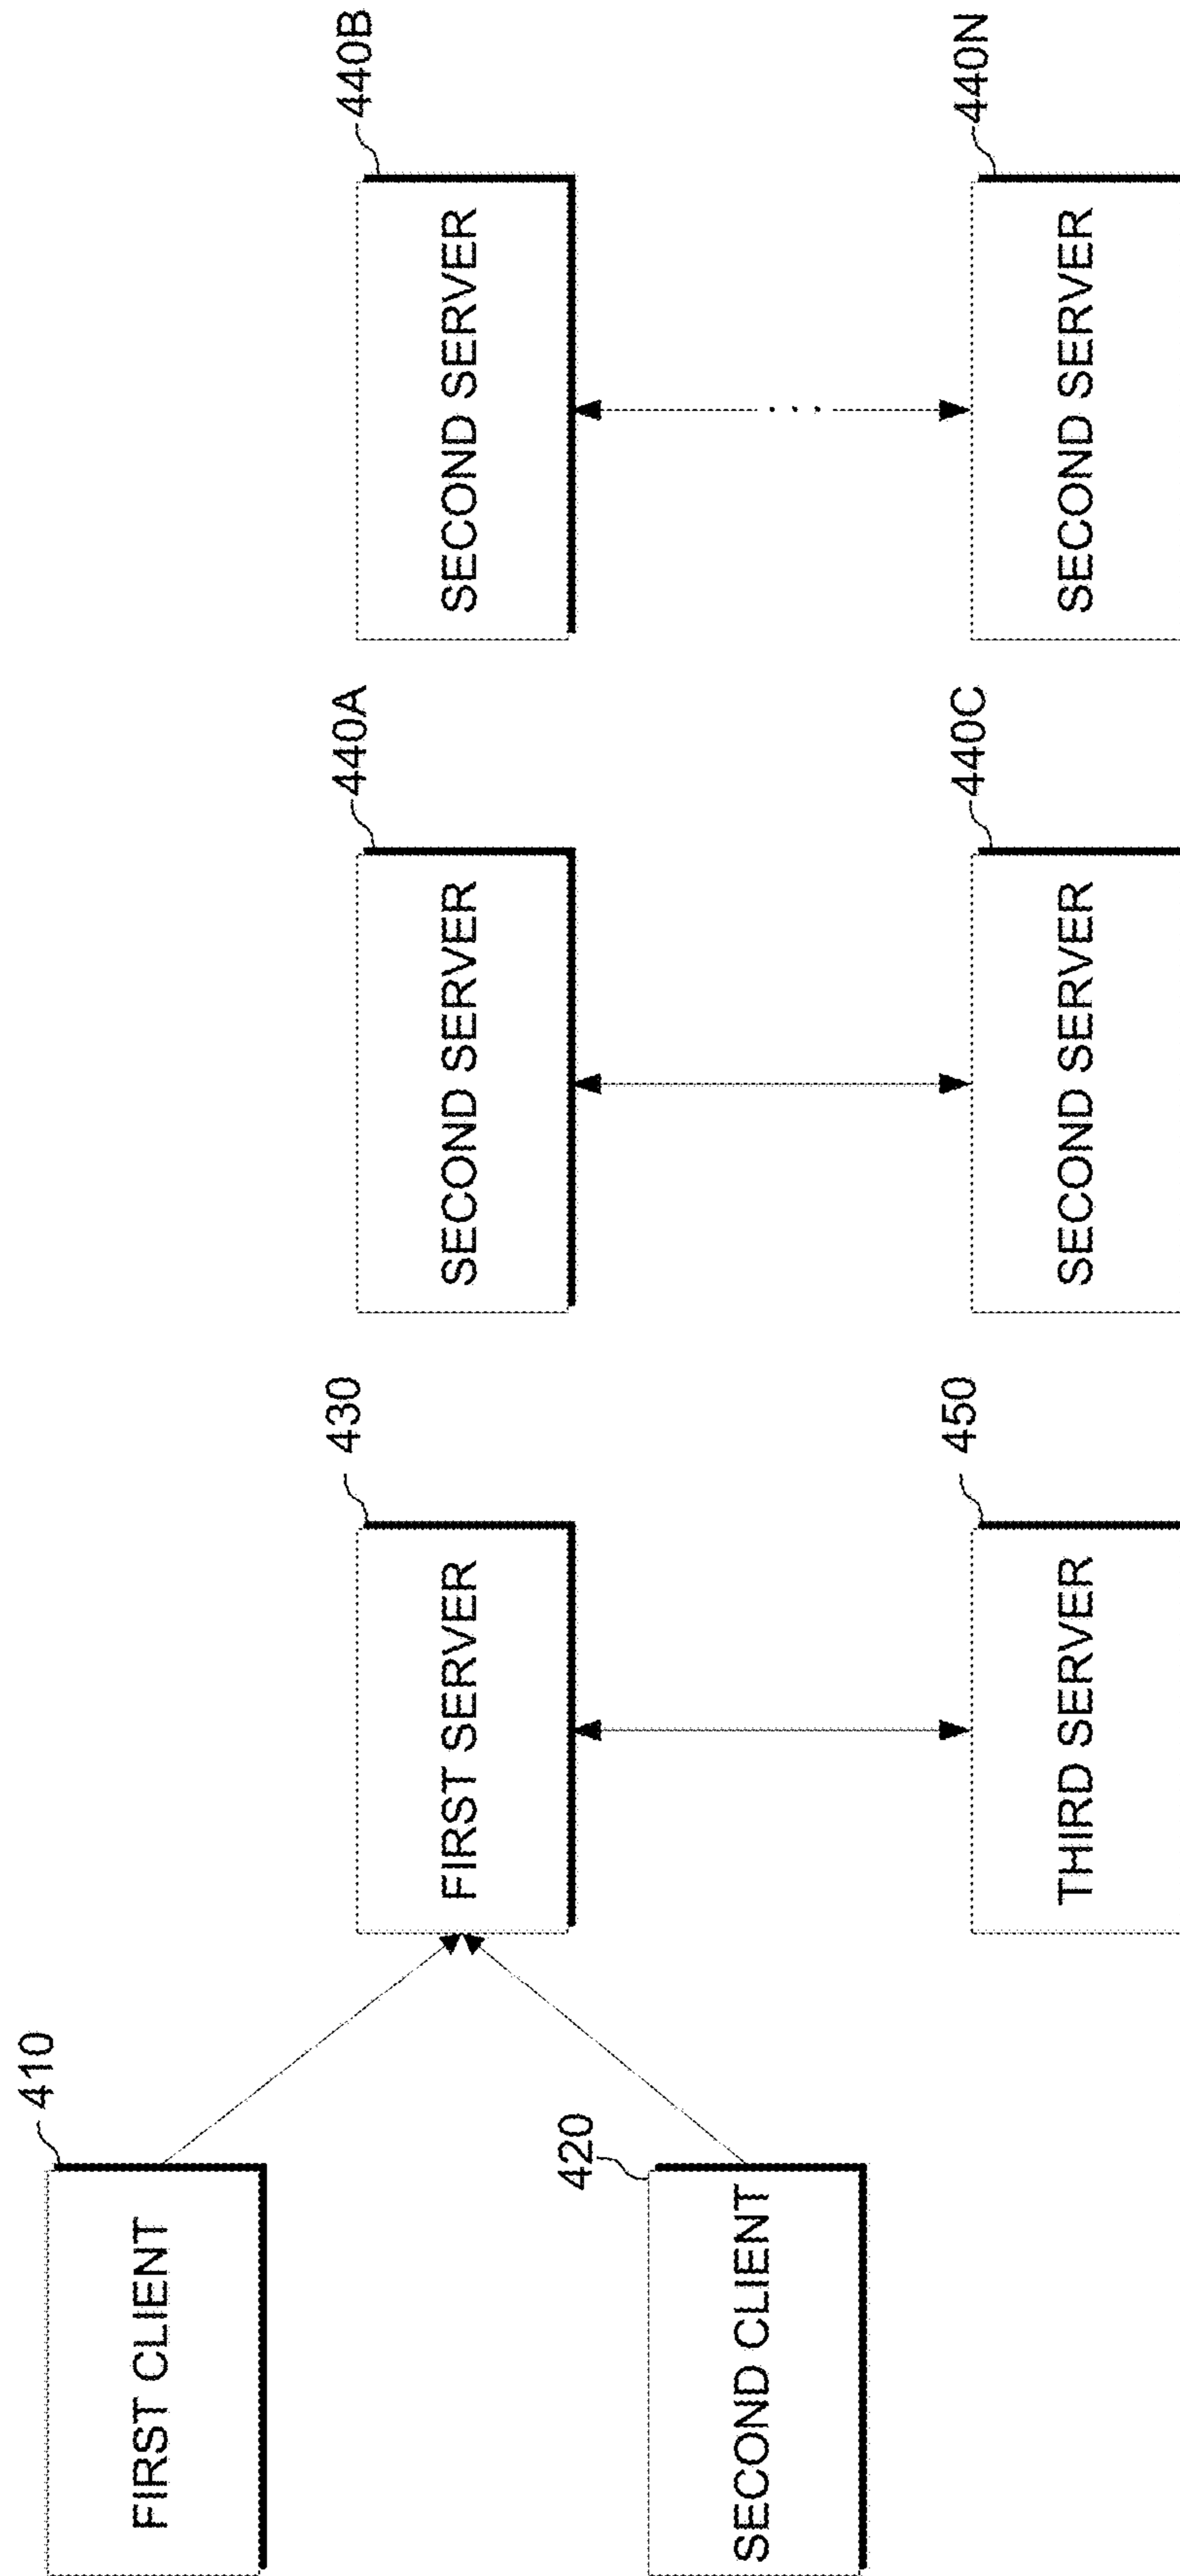 410
FIRST CLIENT
420
SECOND CLIENT
430
FIRST SERVER
450
THIRD SERVER
440A
SECOND SERVER
440C
SECOND SERVER
440B
SECOND SERVER
. . .
440N
SECOND SERVER